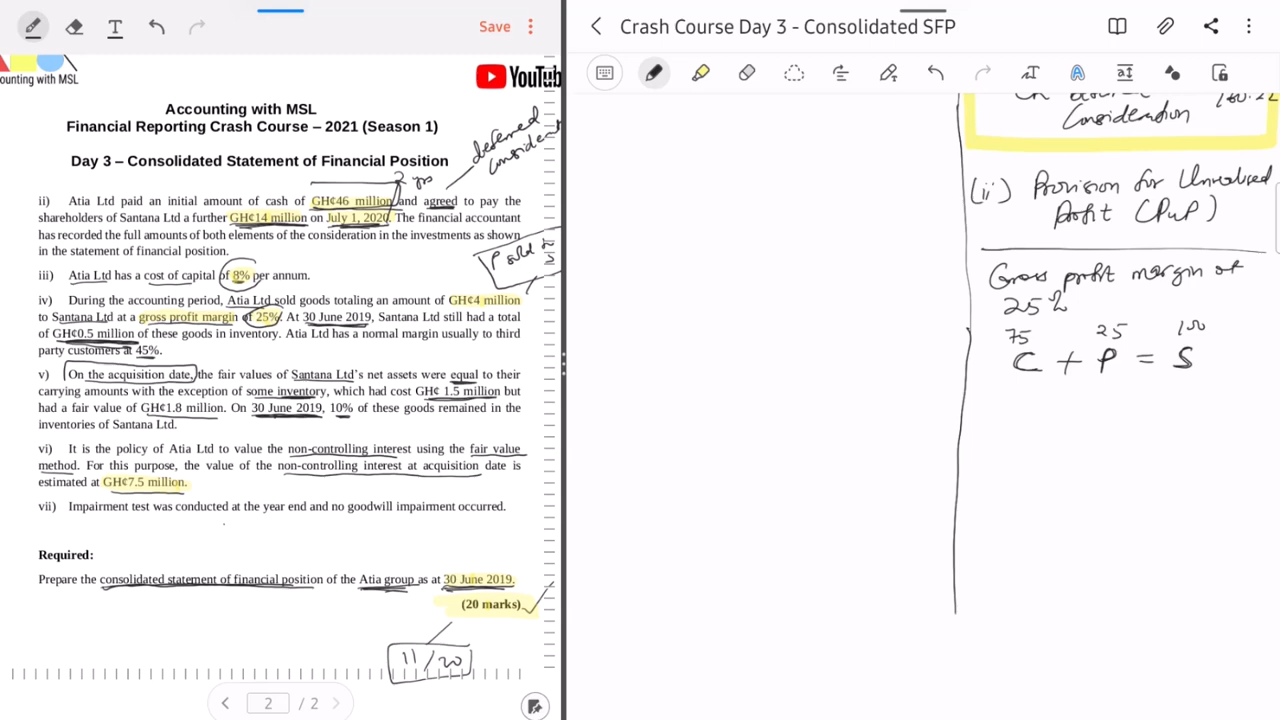 Save
ounting with MSL
YouTub
Accounting with MSL
Financial Reporting Crash Course – 2021 (Season 1)
Day 3 – Consolidated Statement of Financial Position
deferred
considerat
2 yrs
ii) Atia Ltd paid an initial amount of cash of GH¢46 million and agreed to pay the
shareholders of Santana Ltd a further GH¢14 million on July 1, 2020. The financial accountant
has recorded the full amounts of both elements of the consideration in the investments as shown
in the statement of financial position.
P sold to
S
iii) Atia Ltd has a cost of capital of 8% per annum.
iv) During the accounting period, Atia Ltd sold goods totaling an amount of GH¢4 million
to Santana Ltd at a gross profit margin of 25%. At 30 June 2019, Santana Ltd still had a total
of GH¢0.5 million of these goods in inventory. Atia Ltd has a normal margin usually to third
party customers at 45%.
v) On the acquisition date, the fair values of Santana Ltd's net assets were equal to their
carrying amounts with the exception of some inventory, which had cost GH¢ 1.5 million but
had a fair value of GH¢1.8 million. On 30 June 2019, 10% of these goods remained in the
inventories of Santana Ltd.
vi) It is the policy of Atia Ltd to value the non-controlling interest using the fair value
method. For this purpose, the value of the non-controlling interest at acquisition date is
estimated at GH¢7.5 million.
vii) Impairment test was conducted at the year end and no goodwill impairment occurred.
Required:
Prepare the consolidated statement of financial position of the Atia group as at 30 June 2019.
(20 marks)
11/20
2 / 2
Crash Course Day 3 - Consolidated SFP
Consideration
(ii) Provision for Unrealised
Profit (PUP)
Gross profit margin of
25%
75 25 100
C + P = S